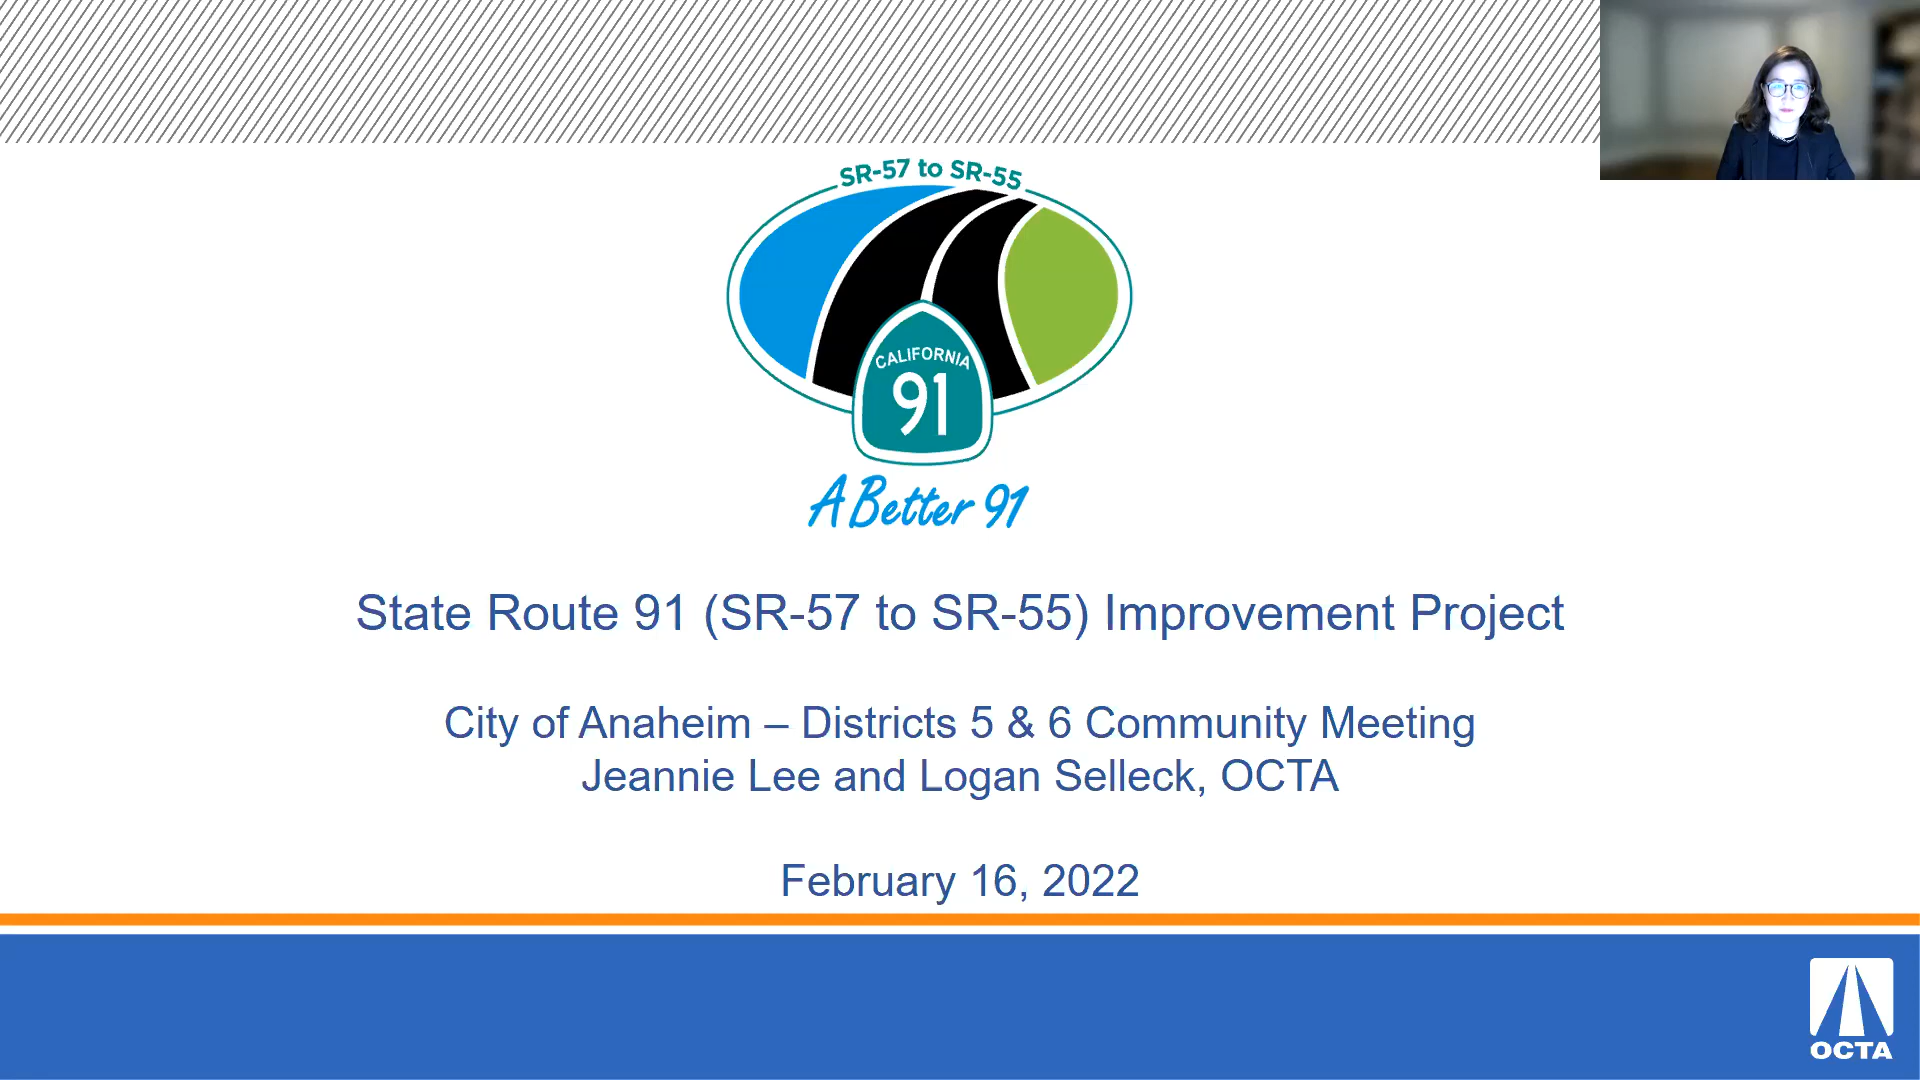 SR-57 to SR-55
CALIFORNIA
91
A Better 91
State Route 91 (SR-57 to SR-55) Improvement Project
City of Anaheim – Districts 5 & 6 Community Meeting
Jeannie Lee and Logan Selleck, OCTA
February 16, 2022
OCTA